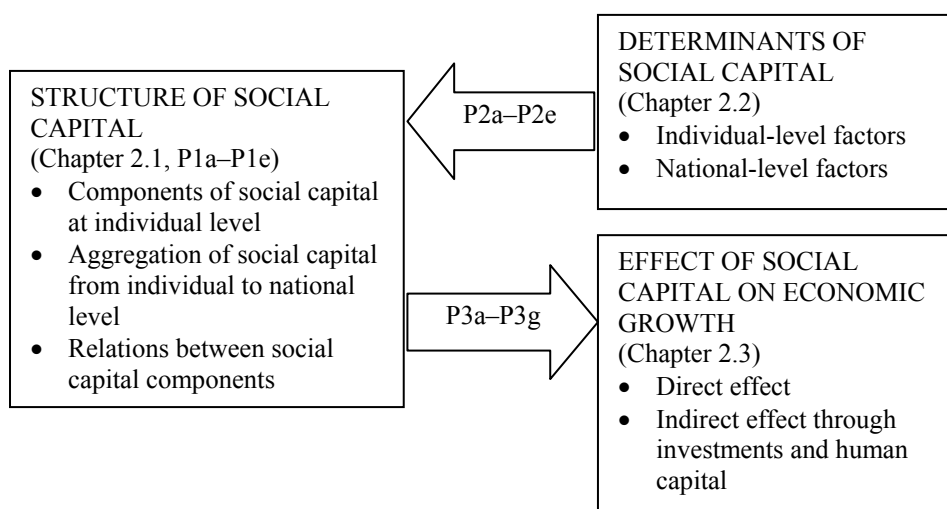 STRUCTURE OF SOCIAL
CAPITAL
(Chapter 2.1, P1a–P1e)
• Components of social capital
at individual level
• Aggregation of social capital
from individual to national
level
• Relations between social
capital components
P2a–P2e
DETERMINANTS OF
SOCIAL CAPITAL
(Chapter 2.2)
• Individual-level factors
• National-level factors
P3a–P3g
EFFECT OF SOCIAL
CAPITAL ON ECONOMIC
GROWTH
(Chapter 2.3)
• Direct effect
• Indirect effect through
investments and human
capital